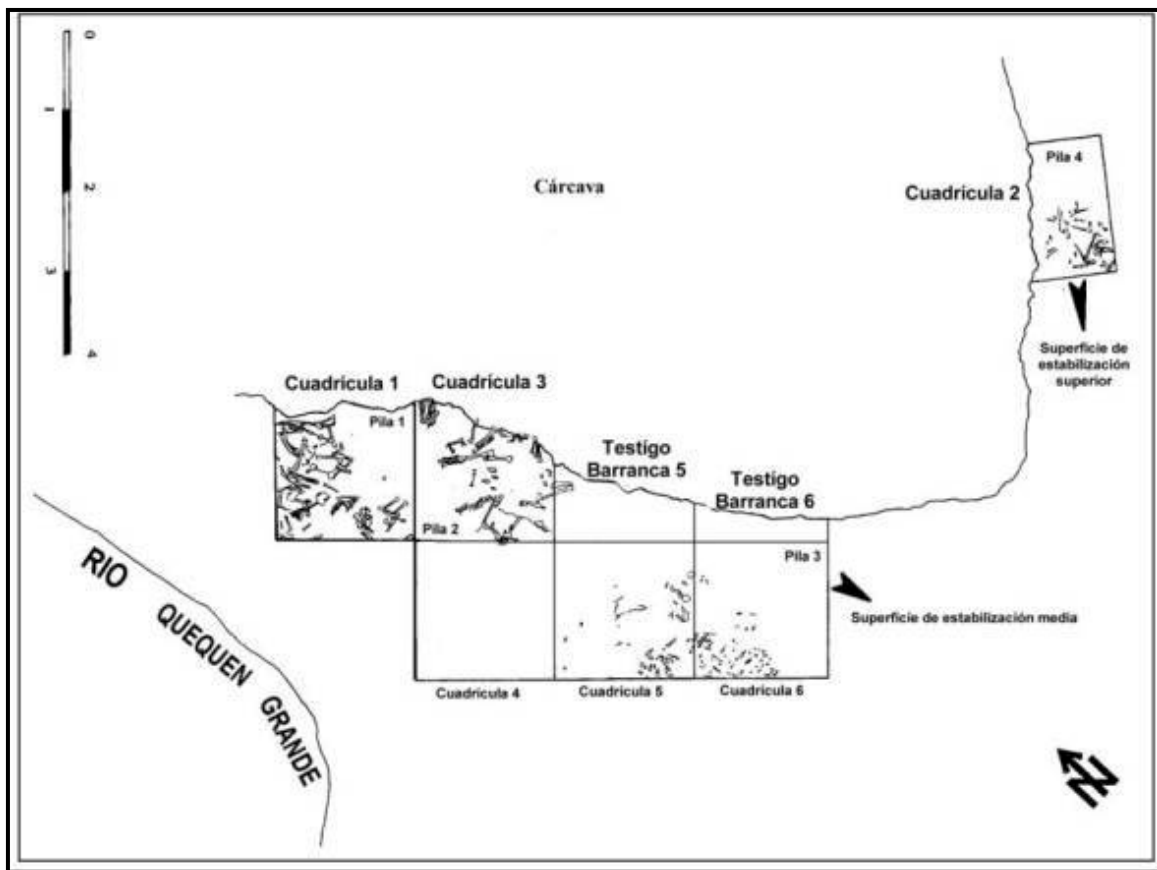 0
1
2
3
4
Cárcava
Cuadrícula 2
Pila 4
Superficie de
estabilización
superior
Cuadrícula 1
Cuadrícula 3
Pila 1
Pila 2
Testigo
Barranca 5
Testigo
Barranca 6
Pila 3
Superficie de estabilización media
Cuadrícula 4
Cuadrícula 5
Cuadrícula 6
RIO
QUEQUEN
GRANDE
N